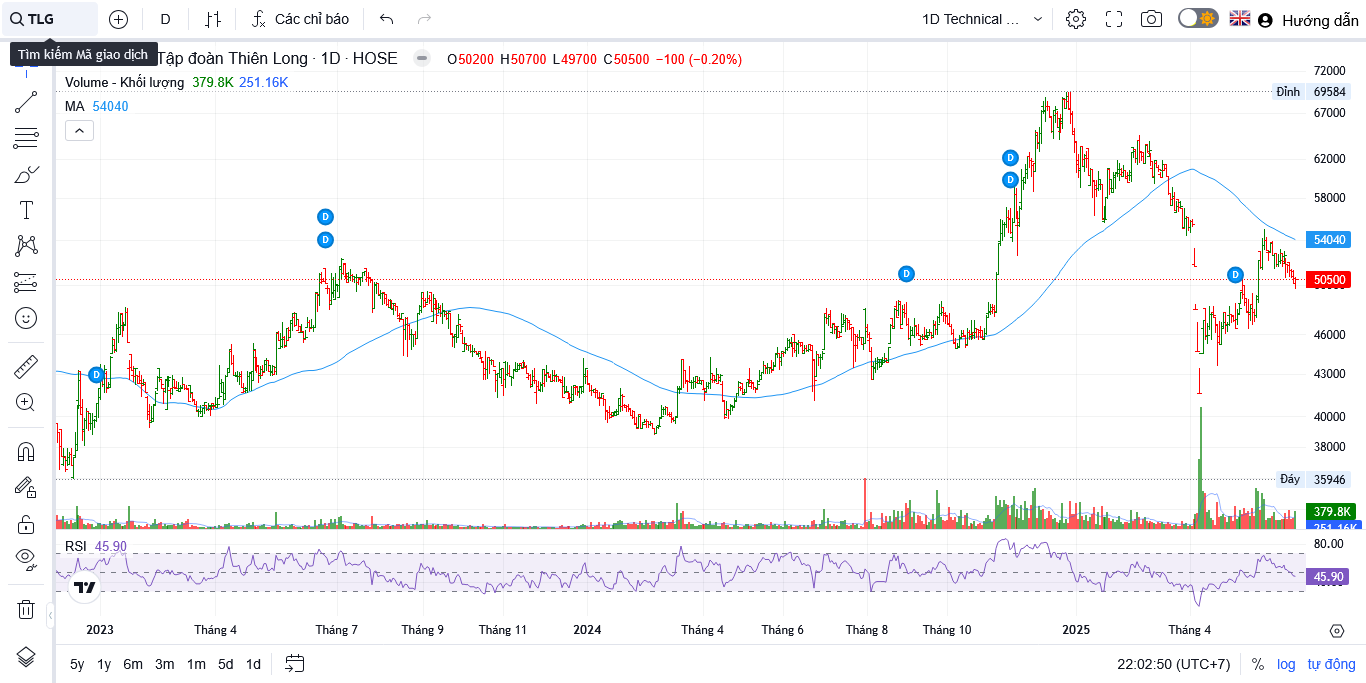 TLG
D
Các chỉ báo
1D Technical ...
Hướng dẫn
Tìm kiếm Mã giao dịch
Tập đoàn Thiên Long · 1D · HOSE
O50200 H50700 L49700 C50500 −100 (−0.20%)
Volume - Khối lượng 379.8K 251.16K
MA 54040
72000
Đỉnh 69584
67000
62000
58000
54040
50500
46000
43000
40000
38000
Đáy 35946
379.8K
251.16K
D
D
D
D
D
D
D
RSI 45.90
80.00
45.90
2023 Tháng 4 Tháng 7 Tháng 9 Tháng 11 2024 Tháng 4 Tháng 6 Tháng 8 Tháng 10 2025 Tháng 4
5y 1y 6m 3m 1m 5d 1d
22:02:50 (UTC+7) % log tự động